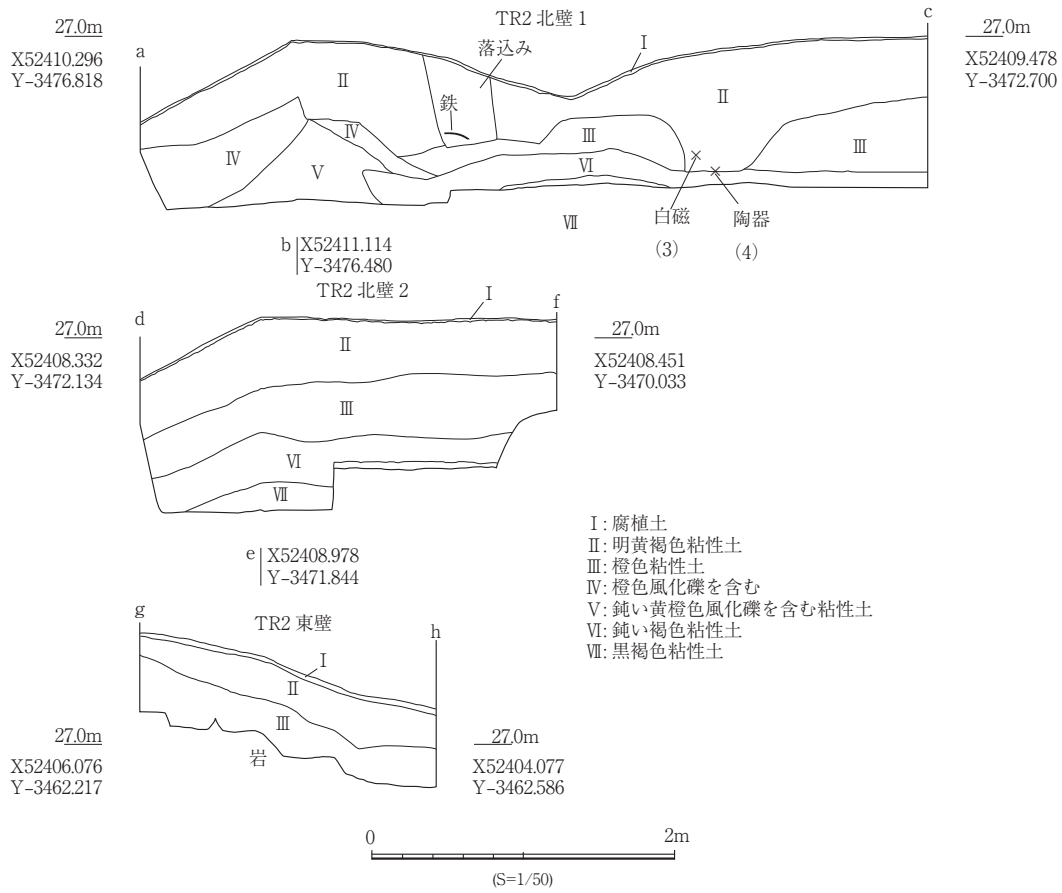 TR2 北壁 1
27.0m
a
X52410.296
Y-3476.818
c
27.0m
X52409.478
Y-3472.700
Ⅰ
落込み
Ⅱ
鉄
Ⅱ
Ⅳ
Ⅲ
Ⅳ
Ⅴ
Ⅵ
Ⅲ
白磁
(3)
陶器
(4)
Ⅶ
b X52411.114
Y-3476.480
TR2 北壁 2
d
27.0m
X52408.332
Y-3472.134
Ⅰ
f
27.0m
X52408.451
Y-3470.033
Ⅱ
Ⅲ
Ⅵ
Ⅶ
e X52408.978
Y-3471.844
Ⅰ: 腐植土
Ⅱ: 明黄褐色粘性土
Ⅲ: 橙色粘性土
Ⅳ: 橙色風化礫を含む
Ⅴ: 鈍い黄橙色風化礫を含む粘性土
Ⅵ: 鈍い褐色粘性土
Ⅶ: 黒褐色粘性土
TR2 東壁
g
h
Ⅰ
Ⅱ
Ⅲ
岩
27.0m
X52406.076
Y-3462.217
27.0m
X52404.077
Y-3462.586
0
2m
(S=1/50)